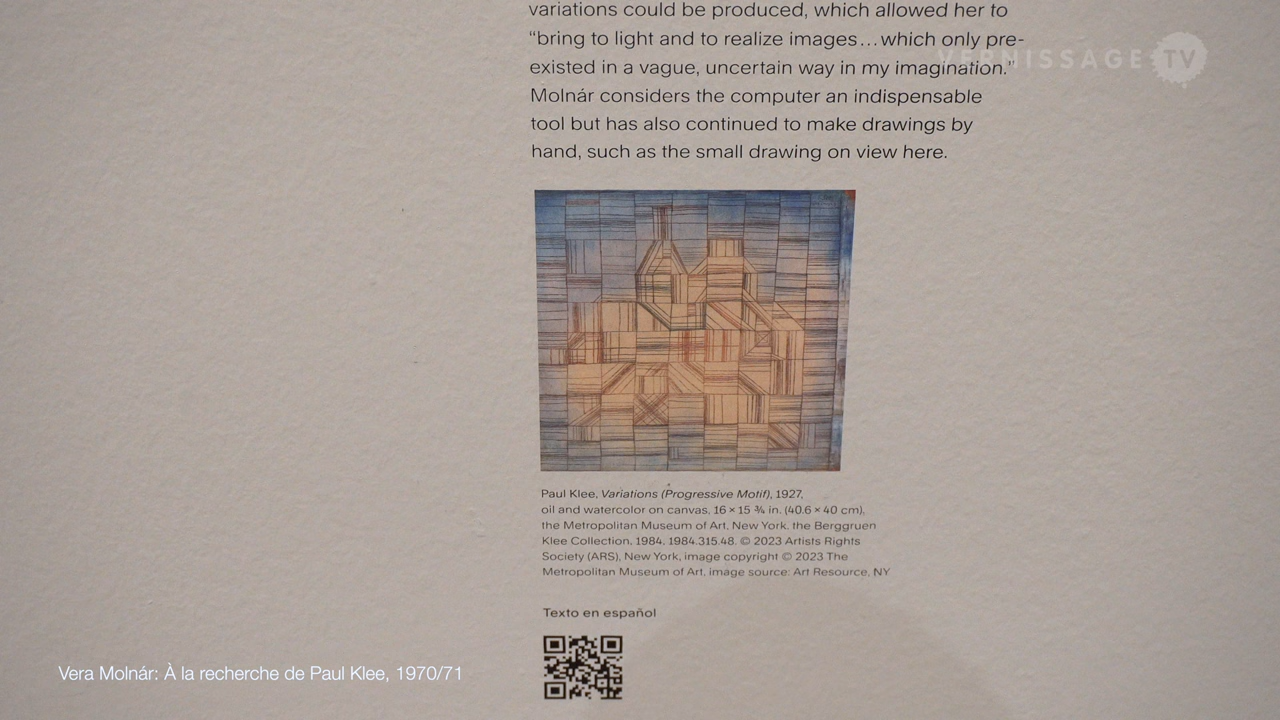 variations could be produced, which allowed her to
“bring to light and to realize images...which only pre-
existed in a vague, uncertain way in my imagination.”
Molnár considers the computer an indispensable
tool but has also continued to make drawings by
hand, such as the small drawing on view here.
VERNISSAGE TV
Paul Klee, Variations (Progressive Motif), 1927,
oil and watercolor on canvas, 16 × 15 ¾ in. (40.6 × 40 cm),
the Metropolitan Museum of Art, New York, the Berggruen
Klee Collection, 1984, 1984.315.48. © 2023 Artists Rights
Society (ARS), New York, image copyright © 2023 The
Metropolitan Museum of Art, image source: Art Resource, NY
Texto en español
Vera Molnár: À la recherche de Paul Klee, 1970/71